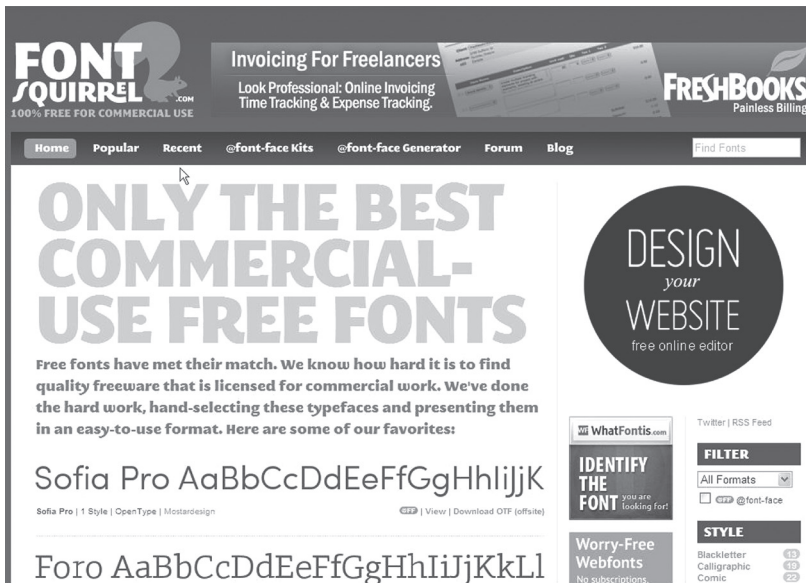 FONT
SQUIRREL
.COM
100% FREE FOR COMMERCIAL USE
Invoicing For Freelancers
Look Professional: Online Invoicing
Time Tracking & Expense Tracking.
FRESHBOOKS
Painless Billing
Home Popular Recent @font-face Kits @font-face Generator Forum Blog Find Fonts
ONLY THE BEST
COMMERCIAL-
USE FREE FONTS
Free fonts have met their match. We know how hard it is to find
quality freeware that is licensed for commercial work. We've done
the hard work, hand-selecting these typefaces and presenting them
in an easy-to-use format. Here are some of our favorites:
Sofia Pro AaBbCcDdEeFfGgHhIiJjK
Sofia Pro | 1 Style | OpenType | Mostardesign
@FF | View | Download OTF (offsite)
Foro AaBbCcDdEeFfGgHhIiJjKkLl
DESIGN
your
WEBSITE
free online editor
WF WhatFontis.com
IDENTIFY
THE
FONT you are
looking for!
Worry-Free
Webfonts
No subscriptions.
Twitter | RSS Feed
FILTER
All Formats
@FF @font-face
STYLE
Blackletter 13
Calligraphic 19
Comic 22